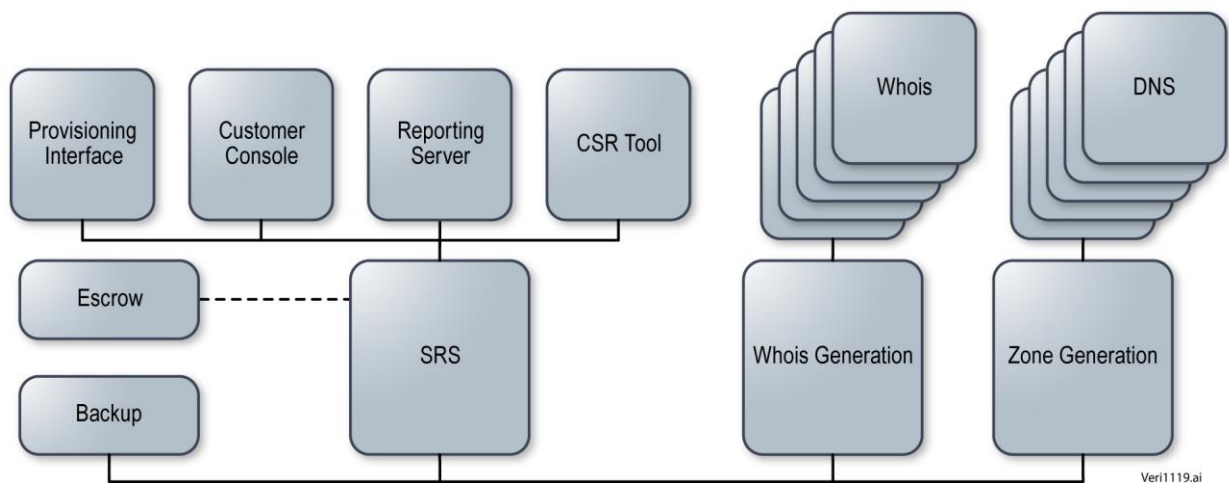 Provisioning
Interface
Customer
Console
Reporting
Server
CSR Tool
Whois
DNS
Escrow
SRS
Whois Generation
Zone Generation
Backup
Veri1119.ai